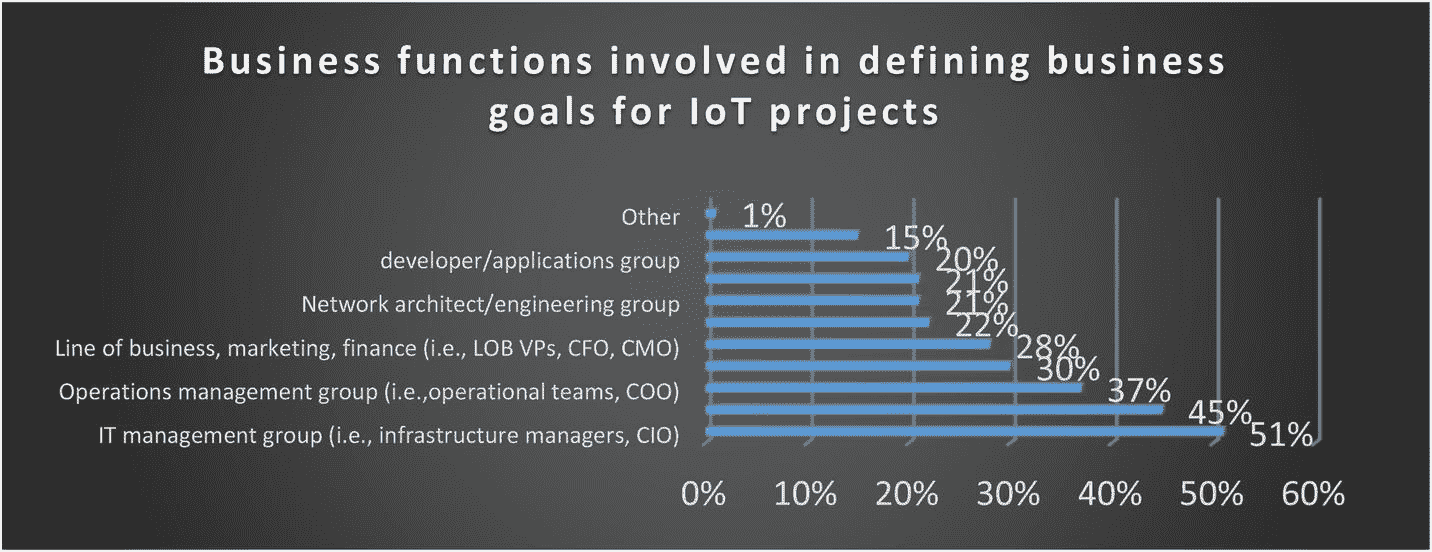 Business functions involved in defining business
goals for IoT projects
Other
1%
15%
developer/applications group
20%
21%
Network architect/engineering group
21%
22%
Line of business, marketing, finance (i.e., LOB VPs, CFO, CMO)
28%
30%
Operations management group (i.e.,operational teams, COO)
37%
45%
IT management group (i.e., infrastructure managers, CIO)
51%
0% 10% 20% 30% 40% 50% 60%